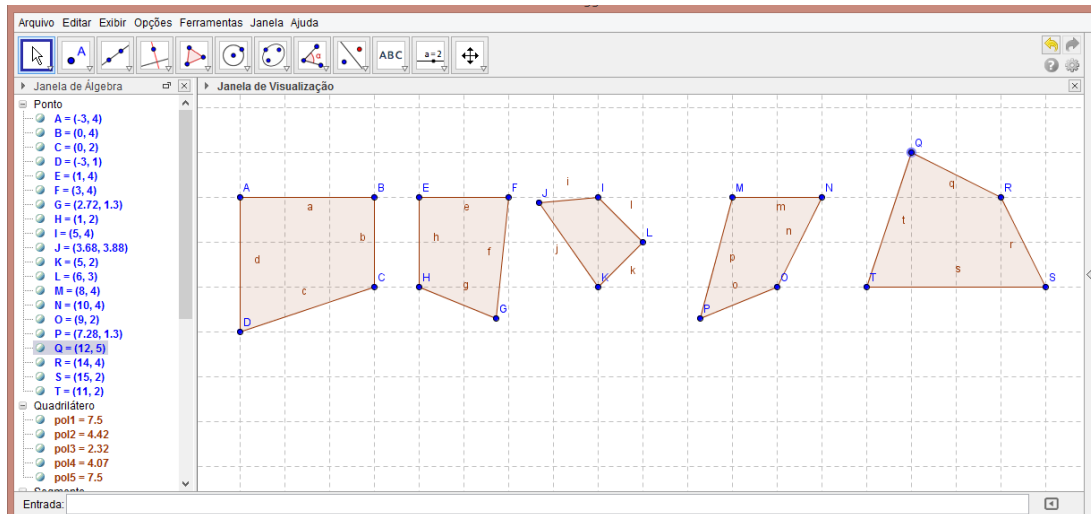 Arquivo Editar Exibir Opções Ferramentas Janela Ajuda
A
α
ABC
a=2
Janela de Álgebra
Ponto
A = (-3, 4)
B = (0, 4)
C = (0, 2)
D = (-3, 1)
E = (1, 4)
F = (3, 4)
G = (2.72, 1.3)
H = (1, 2)
I = (5, 4)
J = (3.68, 3.88)
K = (5, 2)
L = (6, 3)
M = (8, 4)
N = (10, 4)
O = (9, 2)
P = (7.28, 1.3)
Q = (12, 5)
R = (14, 4)
S = (15, 2)
T = (11, 2)
Quadrilátero
pol1 = 7.5
pol2 = 4.42
pol3 = 2.32
pol4 = 4.07
pol5 = 7.5
Janela de Visualização
A B a b d c C D
E F e h f g H G
i J I l L j k K
M N m n p o O P
Q q R t r s T S
Entrada: